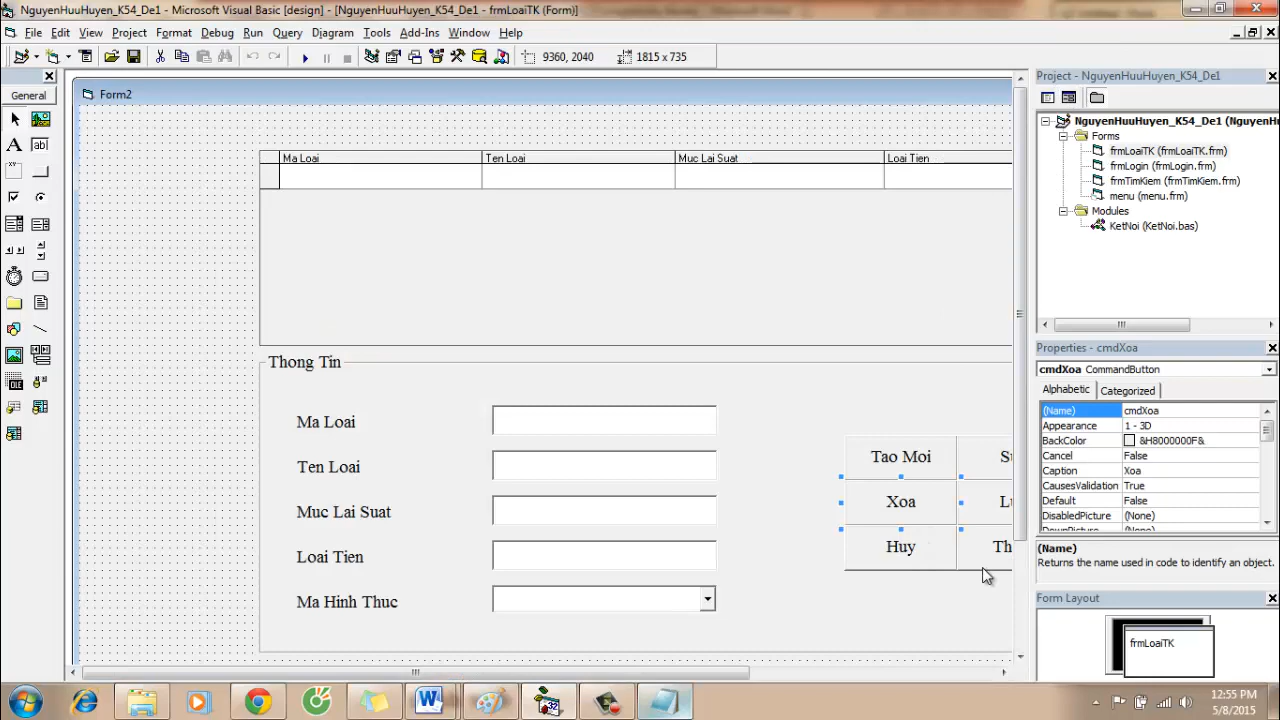 NguyenHuuHuyen_K54_De1 - Microsoft Visual Basic [design] - [NguyenHuuHuyen_K54_De1 - frmLoaiTK (Form)]
File Edit View Project Format Debug Run Query Diagram Tools Add-Ins Window Help
9360, 2040 1815 x 735
General
Form2
Ma Loai Ten Loai Muc Lai Suat Loai Tien
Thong Tin
Ma Loai
Ten Loai
Muc Lai Suat
Loai Tien
Ma Hinh Thuc
Tao Moi
Xoa
Huy
Project - NguyenHuuHuyen_K54_De1
NguyenHuuHuyen_K54_De1
Forms
frmLoaiTK (frmLoaiTK.frm)
frmLogin (frmLogin.frm)
frmTimKiem (frmTimKiem.frm)
menu (menu.frm)
Modules
KetNoi (KetNoi.bas)
Properties - cmdXoa
cmdXoa CommandButton
Alphabetic Categorized
(Name) cmdXoa
Appearance 1 - 3D
BackColor &H8000000F&
Cancel False
Caption Xoa
CausesValidation True
Default False
DisabledPicture (None)
DownPicture (None)
(Name)
Returns the name used in code to identify an object.
Form Layout
frmLoaiTK
12:55 PM
5/8/2015